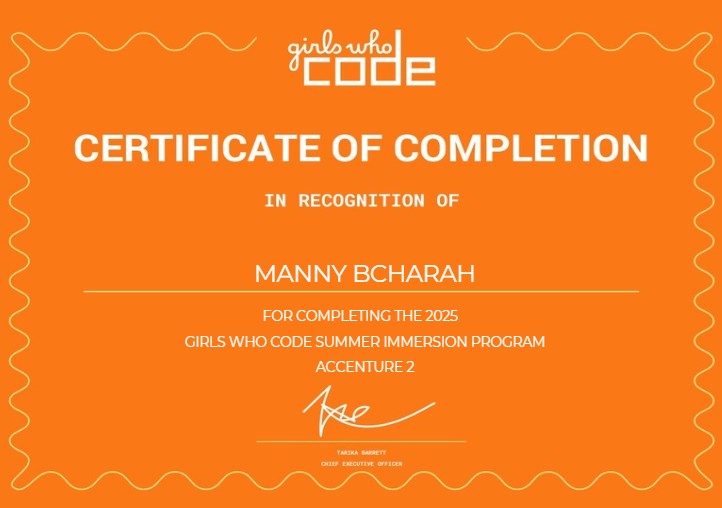 girls who
CODE
CERTIFICATE OF COMPLETION
IN RECOGNITION OF
MANNY BCHARAH
FOR COMPLETING THE 2025
GIRLS WHO CODE SUMMER IMMERSION PROGRAM
ACCENTURE 2
TARIKA BARRETT
CHIEF EXECUTIVE OFFICER